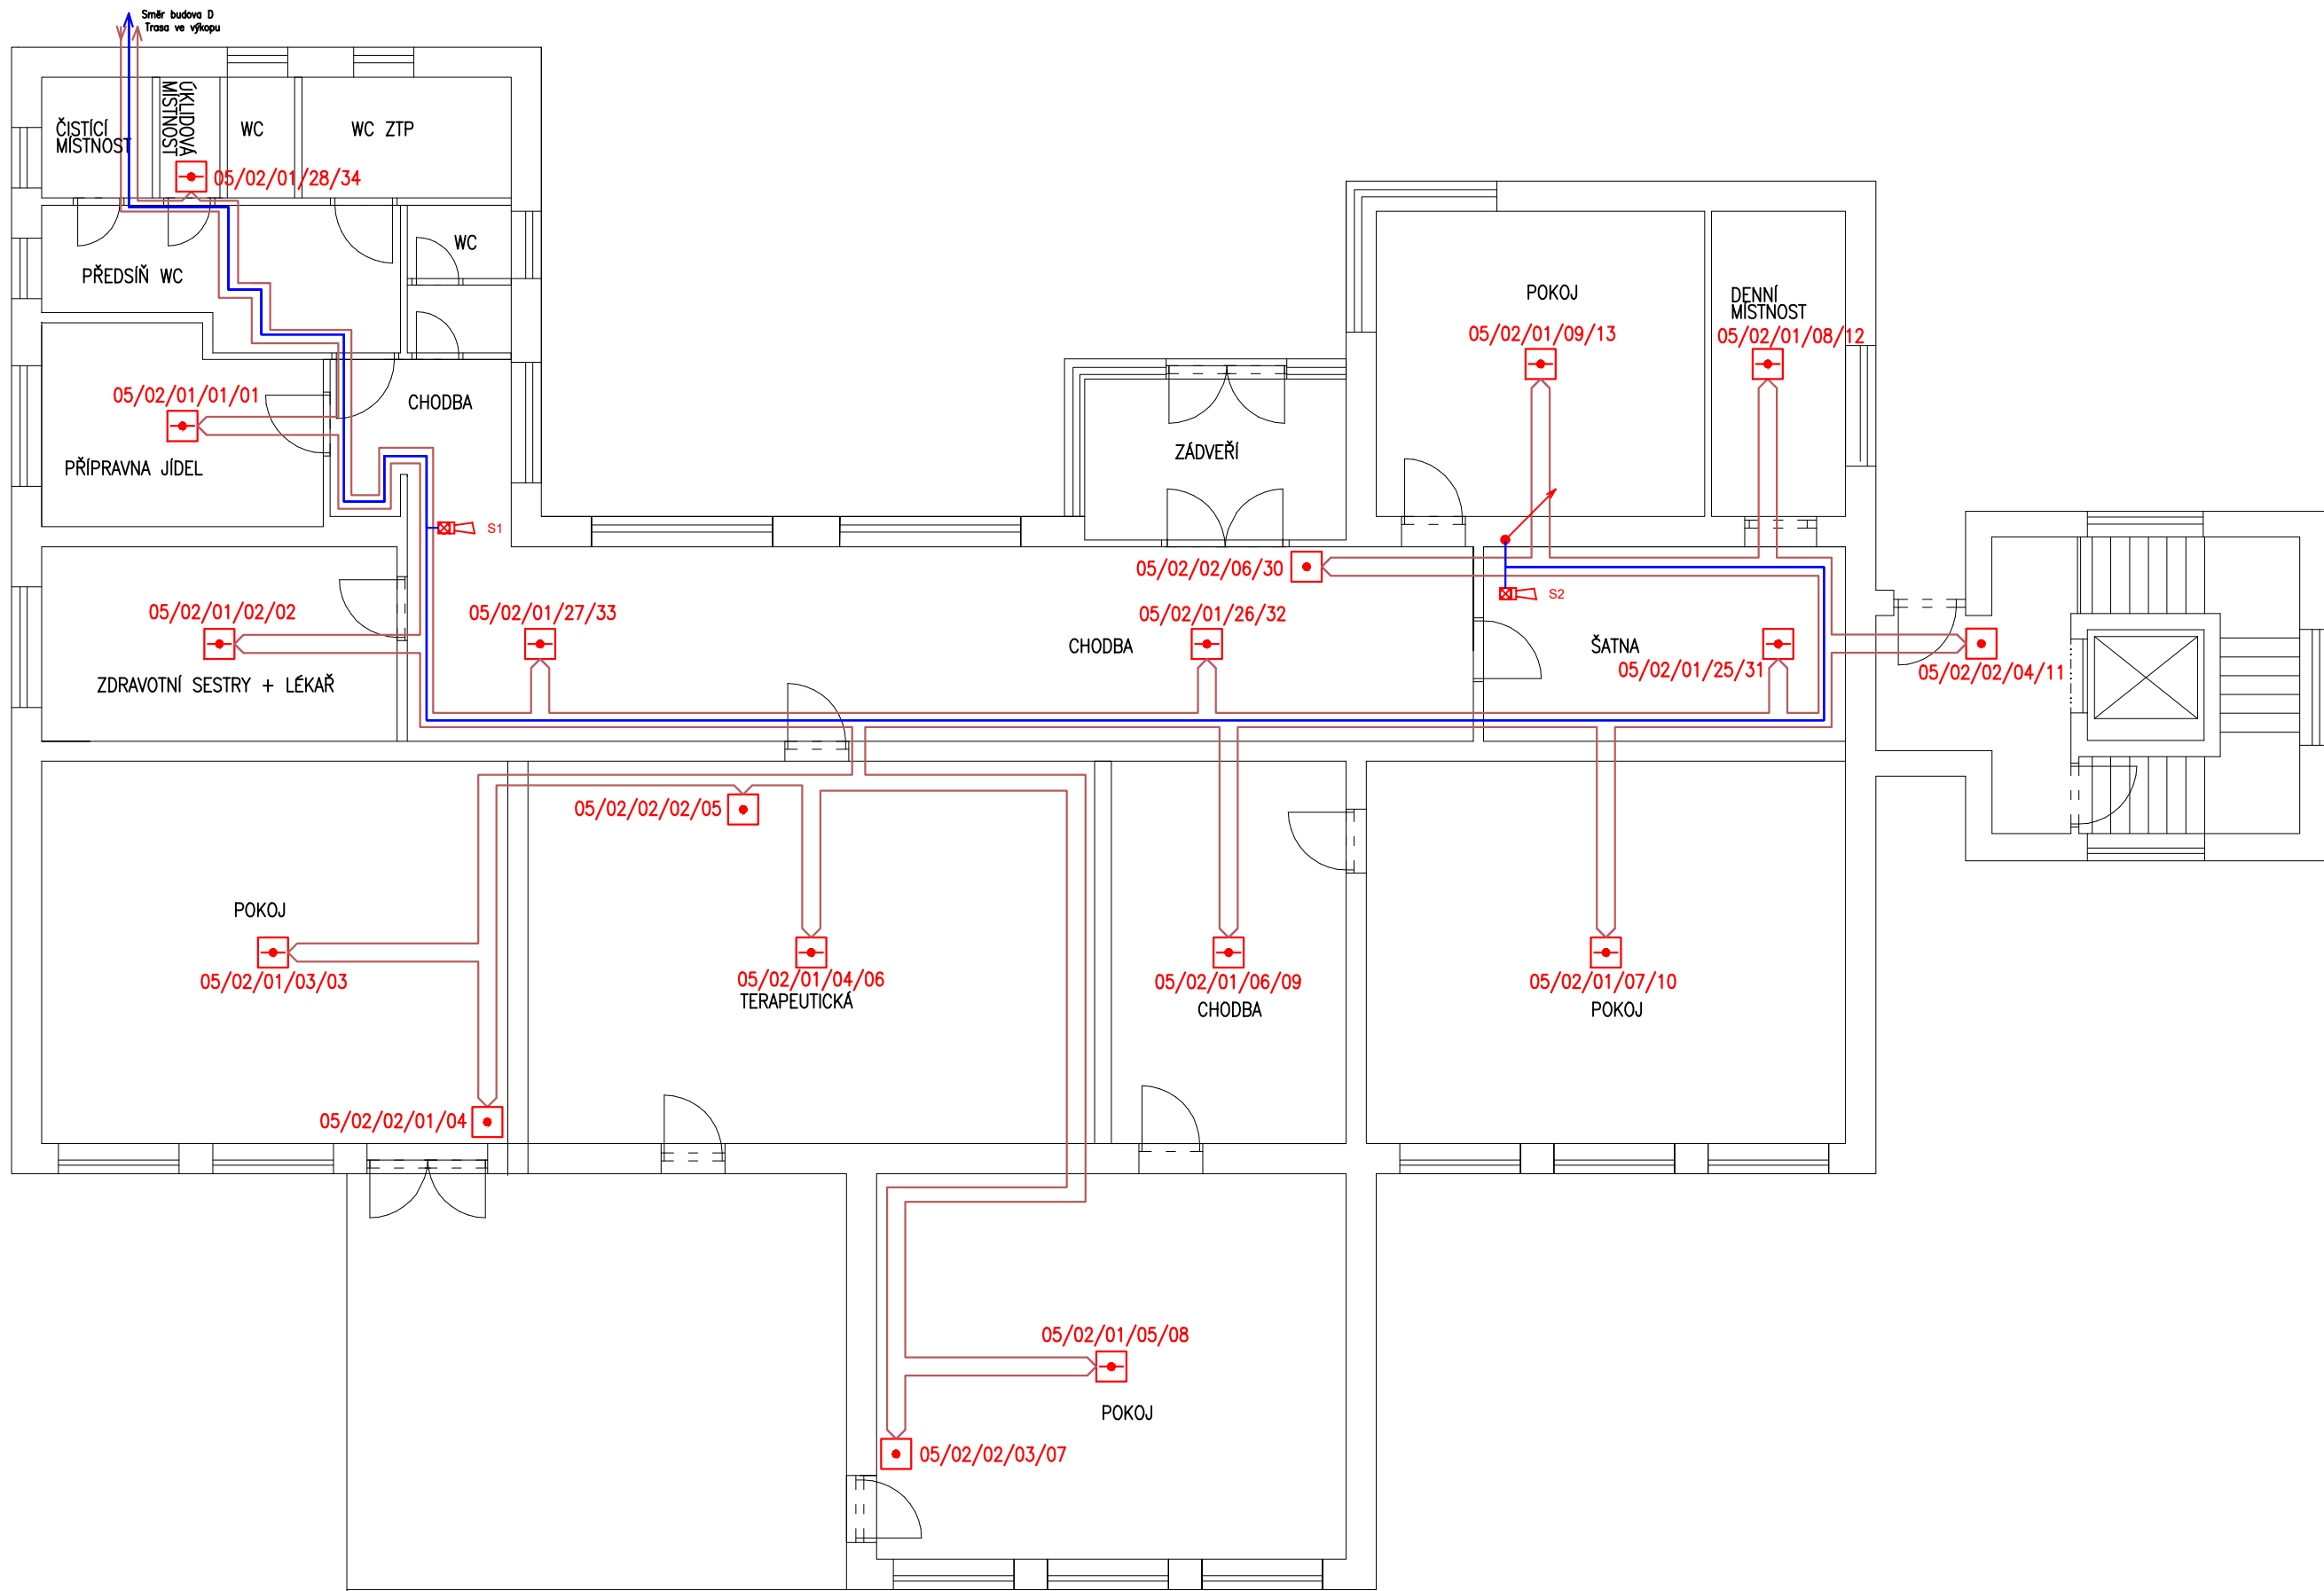 Směr budova D
Trasa ve výkopu
ČISTÍCÍ
MÍSTNOST
ÚKLIDOVÁ
MÍSTNOST
WC
WC ZTP
05/02/01/28/34
WC
PŘEDSÍŇ WC
POKOJ
DENNÍ
MÍSTNOST
05/02/01/09/13
05/02/01/08/12
05/02/01/01/01
CHODBA
ZÁDVEŘÍ
PŘÍPRAVNA JÍDEL
S1
05/02/02/06/30
S2
05/02/01/02/02
05/02/01/27/33
05/02/01/26/32
CHODBA
ŠATNA
05/02/01/25/31
05/02/02/04/11
ZDRAVOTNÍ SESTRY + LÉKAŘ
05/02/02/02/05
POKOJ
05/02/01/03/03
05/02/01/04/06
TERAPEUTICKÁ
05/02/01/06/09
CHODBA
05/02/01/07/10
POKOJ
05/02/02/01/04
05/02/01/05/08
POKOJ
05/02/02/03/07